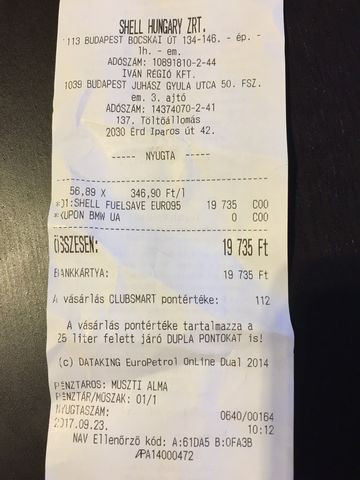 SHELL HUNGARY ZRT.
1113 BUDAPEST BOCSKAI ÚT 134-146. - ép. -
lh. - em.
ADÓSZÁM: 10891810-2-44
IVÁN RÉGIÓ KFT.
1039 BUDAPEST JUHÁSZ GYULA UTCA 50. FSZ.
em. 3. ajtó
ADÓSZÁM: 14374070-2-41
137. Töltőállomás
2030 Érd Iparos út 42.
----- NYUGTA -----
56,89 X 346,90 Ft/l
*01:SHELL FUELSAVE EURO95 19 735 C00
*KUPON BMW UA 0 C00
ÖSSZESEN: 19 735 Ft
BANKKÁRTYA: 19 735 Ft
A vásárlás CLUBSMART pontértéke: 112
A vásárlás pontértéke tartalmazza a
25 liter felett járó DUPLA PONTOKAT is!
(c) DATAKING EuroPetrol OnLine Dual 2014
PÉNZTÁROS: MUSZTI ALMA
PÉNZTÁR/MŰSZAK: 01/1
NYUGTASZÁM: 0640/00164
2017.09.23. 10:12
NAV Ellenőrző kód: A:61DA5 B:0FA3B
APA14000472